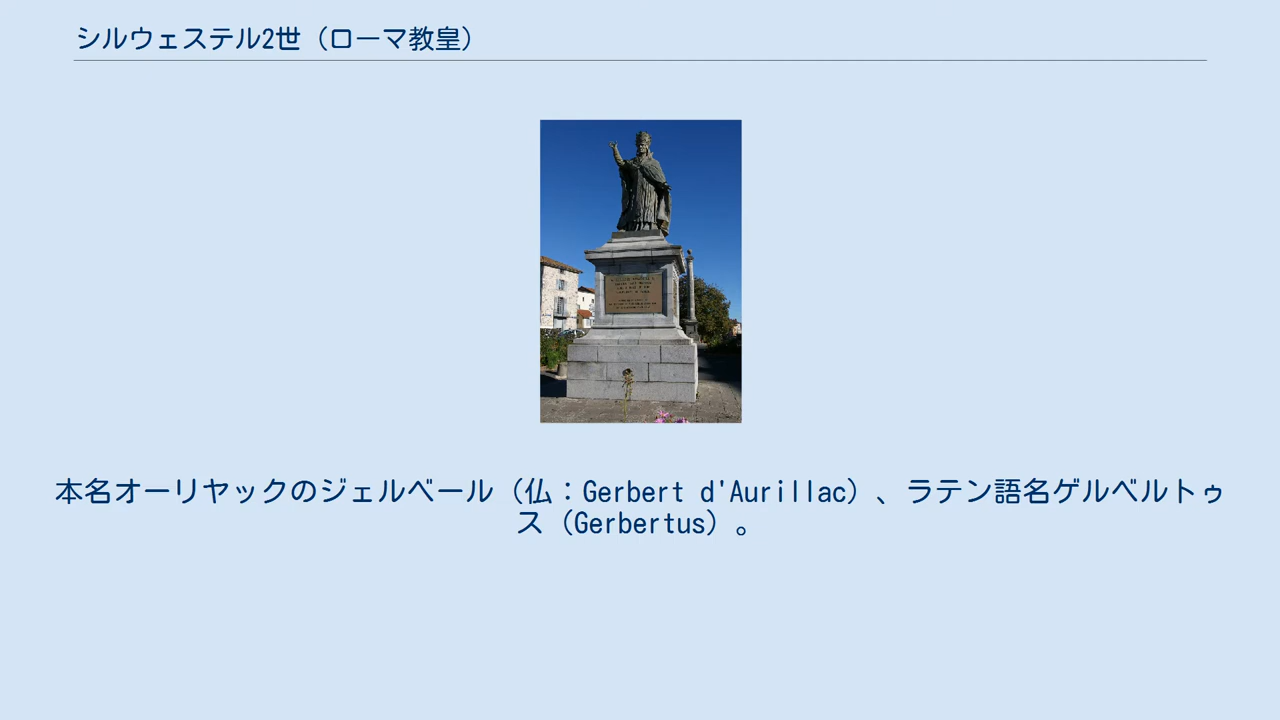 シルウェステル2世（ローマ教皇）
本名オーリヤックのジェルベール（仏：Gerbert d'Aurillac）、ラテン語名ゲルベルトゥ
ス（Gerbertus）。